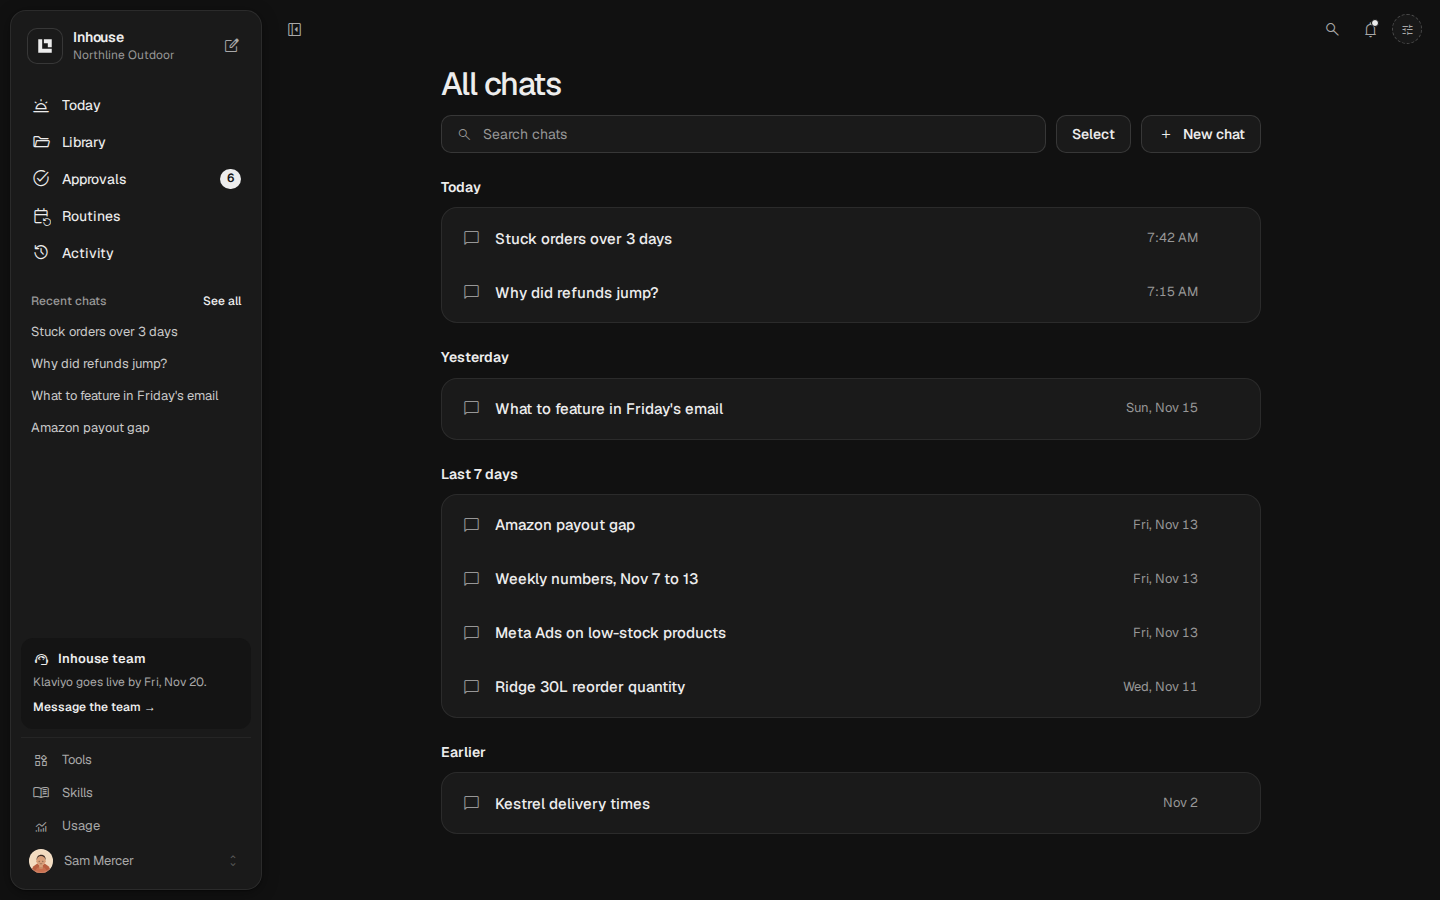 Inhouse
Northline Outdoor
Today
Library
Approvals 6
Routines
Activity
Recent chats See all
Stuck orders over 3 days
Why did refunds jump?
What to feature in Friday's email
Amazon payout gap
Inhouse team
Klaviyo goes live by Fri, Nov 20.
Message the team →
Tools
Skills
Usage
Sam Mercer
All chats
Search chats Select + New chat
Today
Stuck orders over 3 days 7:42 AM
Why did refunds jump? 7:15 AM
Yesterday
What to feature in Friday's email Sun, Nov 15
Last 7 days
Amazon payout gap Fri, Nov 13
Weekly numbers, Nov 7 to 13 Fri, Nov 13
Meta Ads on low-stock products Fri, Nov 13
Ridge 30L reorder quantity Wed, Nov 11
Earlier
Kestrel delivery times Nov 2